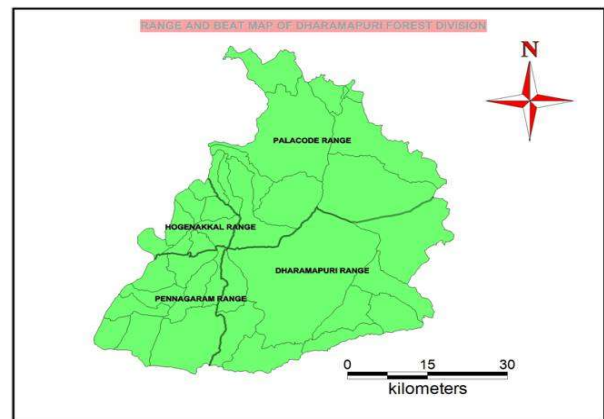 RANGE AND BEAT MAP OF DHARAMAPURI FOREST DIVISION
N
PALACODE RANGE
HOGENAKKAL RANGE
DHARAMAPURI RANGE
PENNAGARAM RANGE
0 15 30
kilometers